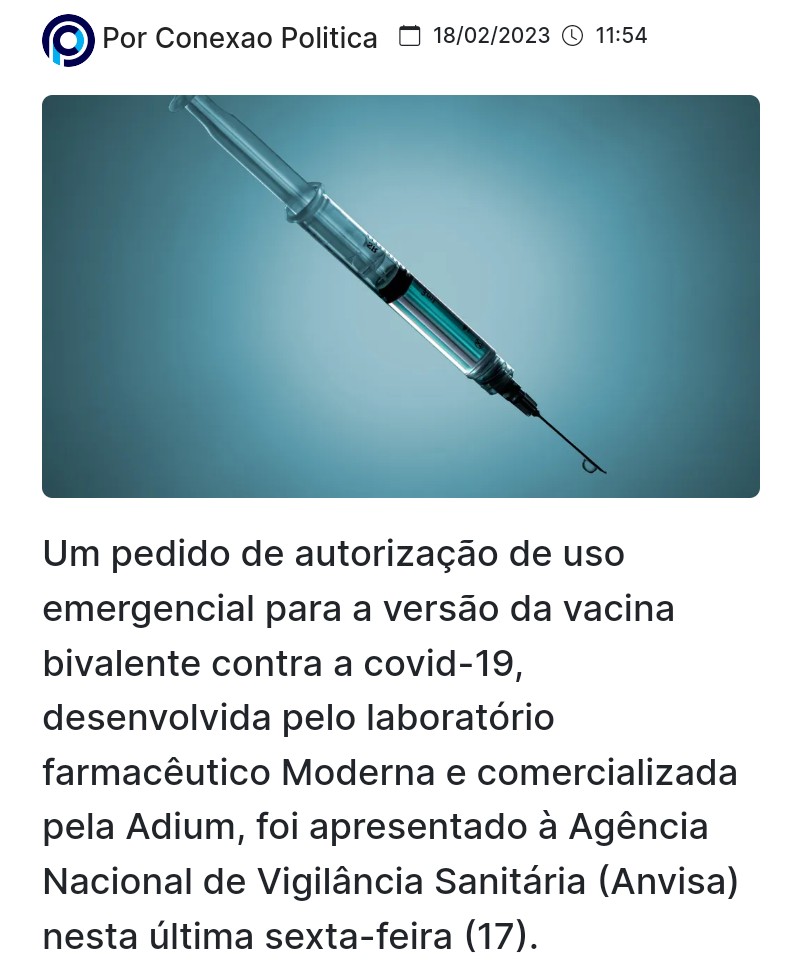 Por Conexao Politica 18/02/2023 11:54
Um pedido de autorização de uso
emergencial para a versão da vacina
bivalente contra a covid-19,
desenvolvida pelo laboratório
farmacêutico Moderna e comercializada
pela Adium, foi apresentado à Agência
Nacional de Vigilância Sanitária (Anvisa)
nesta última sexta-feira (17).